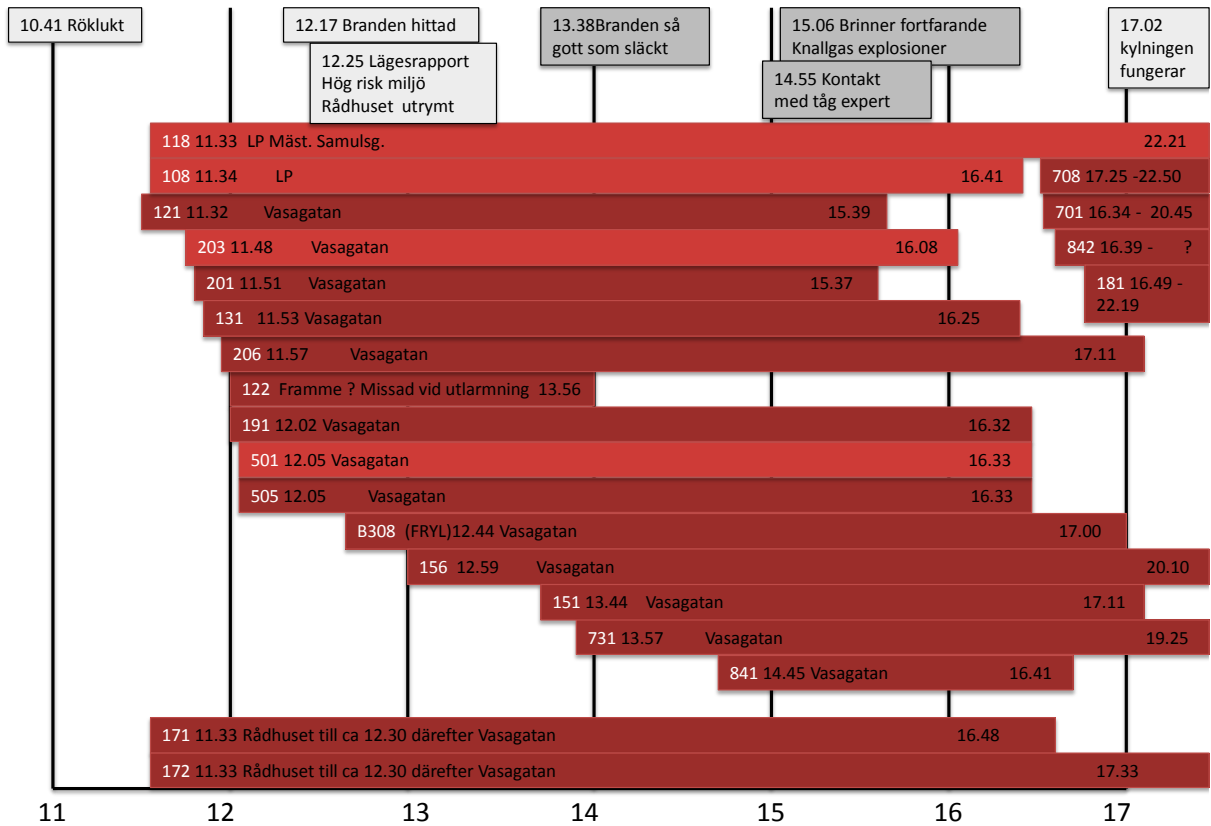 10.41 Röklukt
12.17 Branden hittad
12.25 Lägesrapport
Hög risk miljö
Rådhuset utrymt
13.38Branden så
gott som släckt
15.06 Brinner fortfarande
Knallgas explosioner
14.55 Kontakt
med tåg expert
17.02
kylningen
fungerar
118 11.33 LP Mäst. Samulsg. 22.21
108 11.34 LP 16.41
708 17.25 -22.50
121 11.32 Vasagatan 15.39
701 16.34 - 20.45
203 11.48 Vasagatan 16.08
842 16.39 - ?
201 11.51 Vasagatan 15.37
181 16.49 -
22.19
131 11.53 Vasagatan 16.25
206 11.57 Vasagatan 17.11
122 Framme ? Missad vid utlarmning 13.56
191 12.02 Vasagatan 16.32
501 12.05 Vasagatan 16.33
505 12.05 Vasagatan 16.33
B308 (FRYL)12.44 Vasagatan 17.00
156 12.59 Vasagatan 20.10
151 13.44 Vasagatan 17.11
731 13.57 Vasagatan 19.25
841 14.45 Vasagatan 16.41
171 11.33 Rådhuset till ca 12.30 därefter Vasagatan 16.48
172 11.33 Rådhuset till ca 12.30 därefter Vasagatan 17.33
11 12 13 14 15 16 17